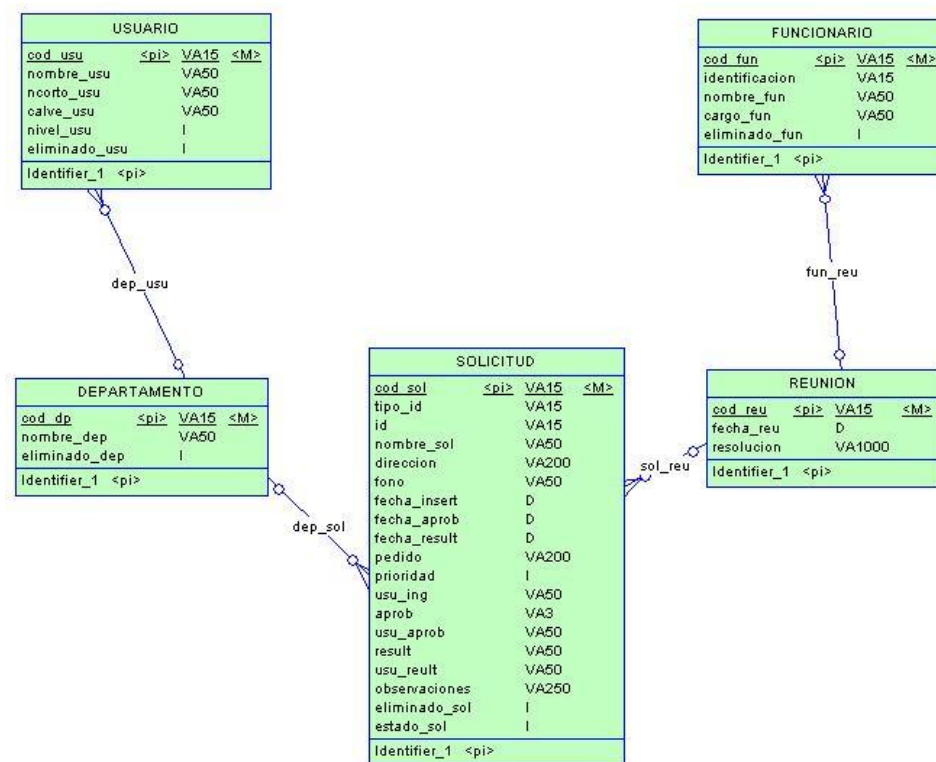 USUARIO
cod_usu <pi> VA15 <M>
nombre_usu VA50
ncorto_usu VA50
calve_usu VA50
nivel_usu I
eliminado_usu I
Identifier_1 <pi>
FUNCIONARIO
cod_fun <pi> VA15 <M>
identificacion VA15
nombre_fun VA50
cargo_fun VA50
eliminado_fun I
Identifier_1 <pi>
dep_usu
fun_reu
DEPARTAMENTO
cod_dp <pi> VA15 <M>
nombre_dep VA50
eliminado_dep I
Identifier_1 <pi>
dep_sol
SOLICITUD
cod_sol <pi> VA15 <M>
tipo_id VA15
id VA15
nombre_sol VA50
direccion VA200
fono VA50
fecha_insert D
fecha_aprob D
fecha_result D
pedido VA200
prioridad I
usu_ing VA50
aprob VA3
usu_aprob VA50
result VA50
usu_reult VA50
observaciones VA250
eliminado_sol I
estado_sol I
Identifier_1 <pi>
sol_reu
REUNION
cod_reu <pi> VA15 <M>
fecha_reu D
resolucion VA1000
Identifier_1 <pi>